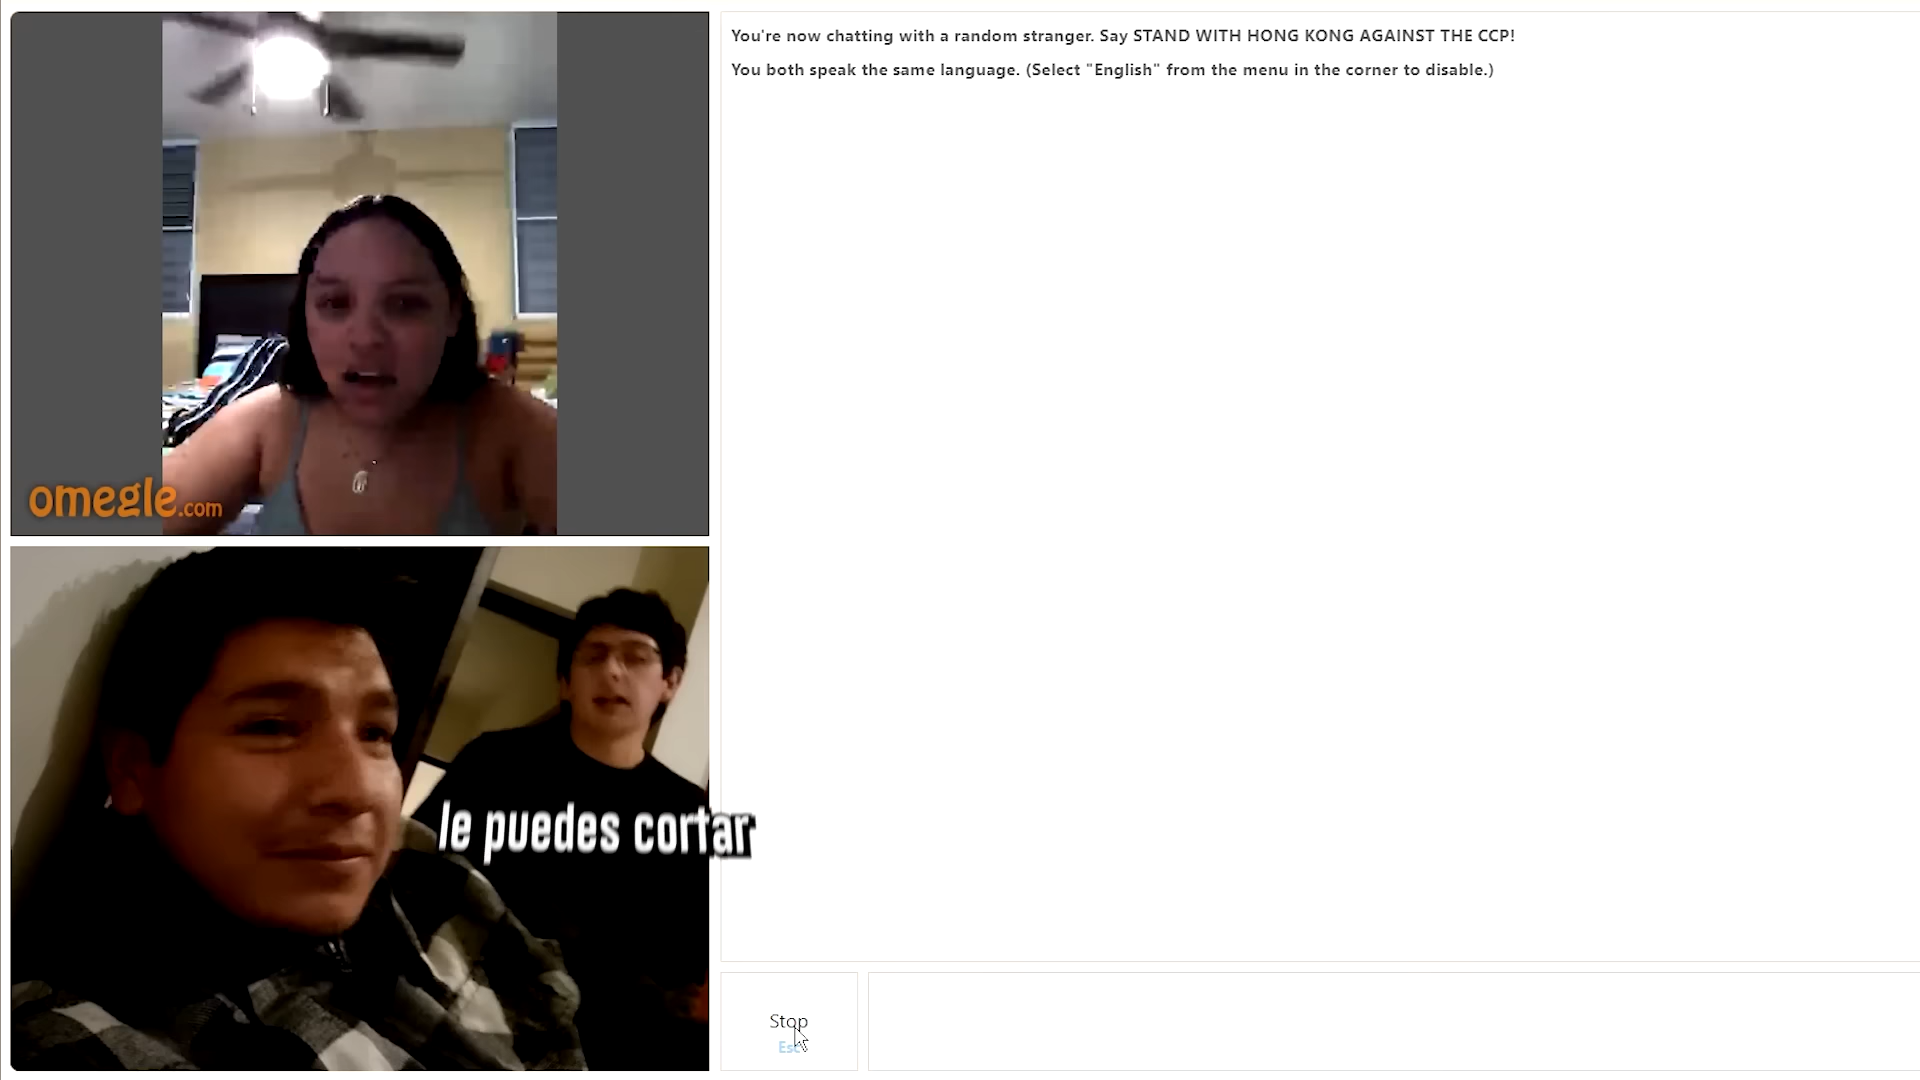 You're now chatting with a random stranger. Say STAND WITH HONG KONG AGAINST THE CCP!
You both speak the same language. (Select "English" from the menu in the corner to disable.)
omegle.com
le puedes cortar
Stop
Esc